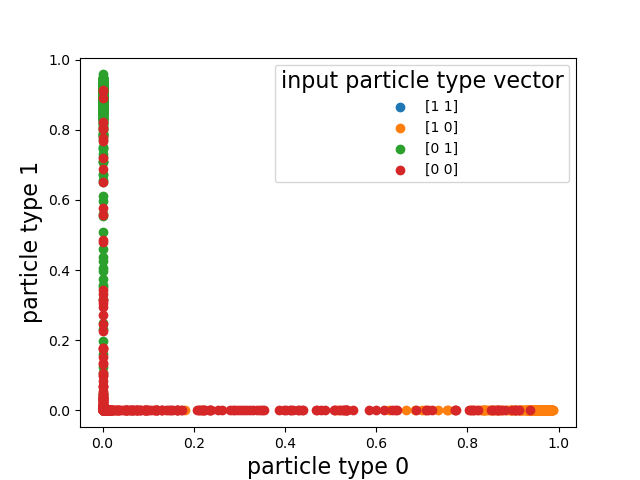 input particle type vector
[1 1]
[1 0]
[0 1]
[0 0]
particle type 1
1.0
0.8
0.6
0.4
0.2
0.0
0.0 0.2 0.4 0.6 0.8 1.0
particle type 0